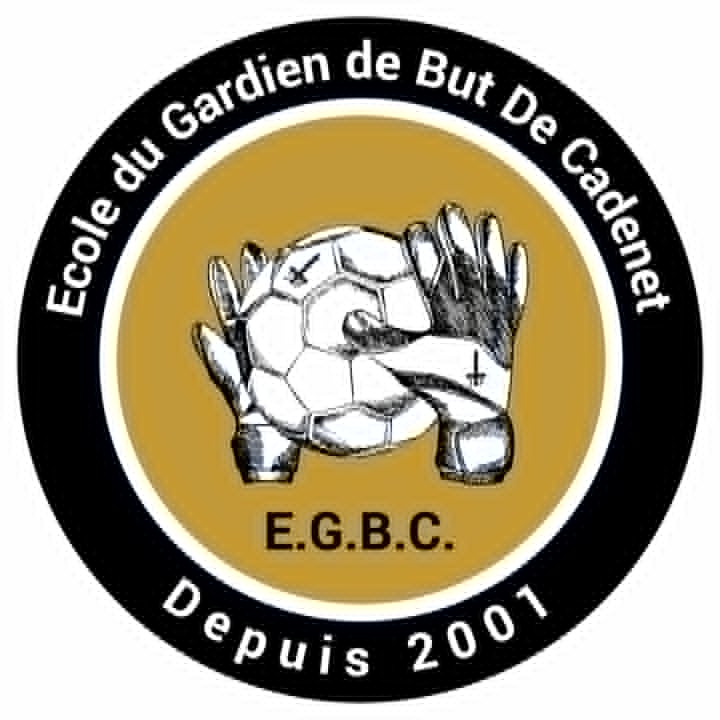 Ecole du Gardien de But De Cadenet
E.G.B.C.
Depuis 2001